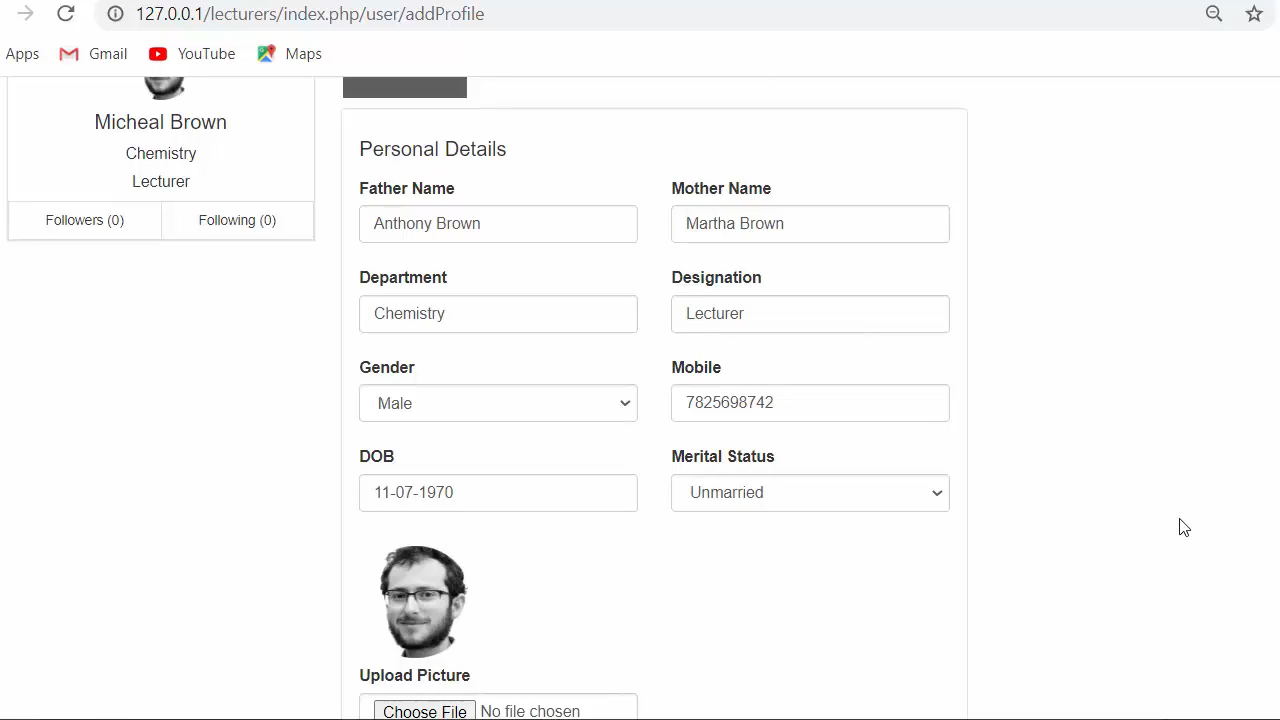 127.0.0.1/lecturers/index.php/user/addProfile
Apps Gmail YouTube Maps
Micheal Brown
Chemistry
Lecturer
Followers (0) Following (0)
Personal Details
Father Name Mother Name
Anthony Brown Martha Brown
Department Designation
Chemistry Lecturer
Gender Mobile
Male 7825698742
DOB Merital Status
11-07-1970 Unmarried
Upload Picture
Choose File No file chosen